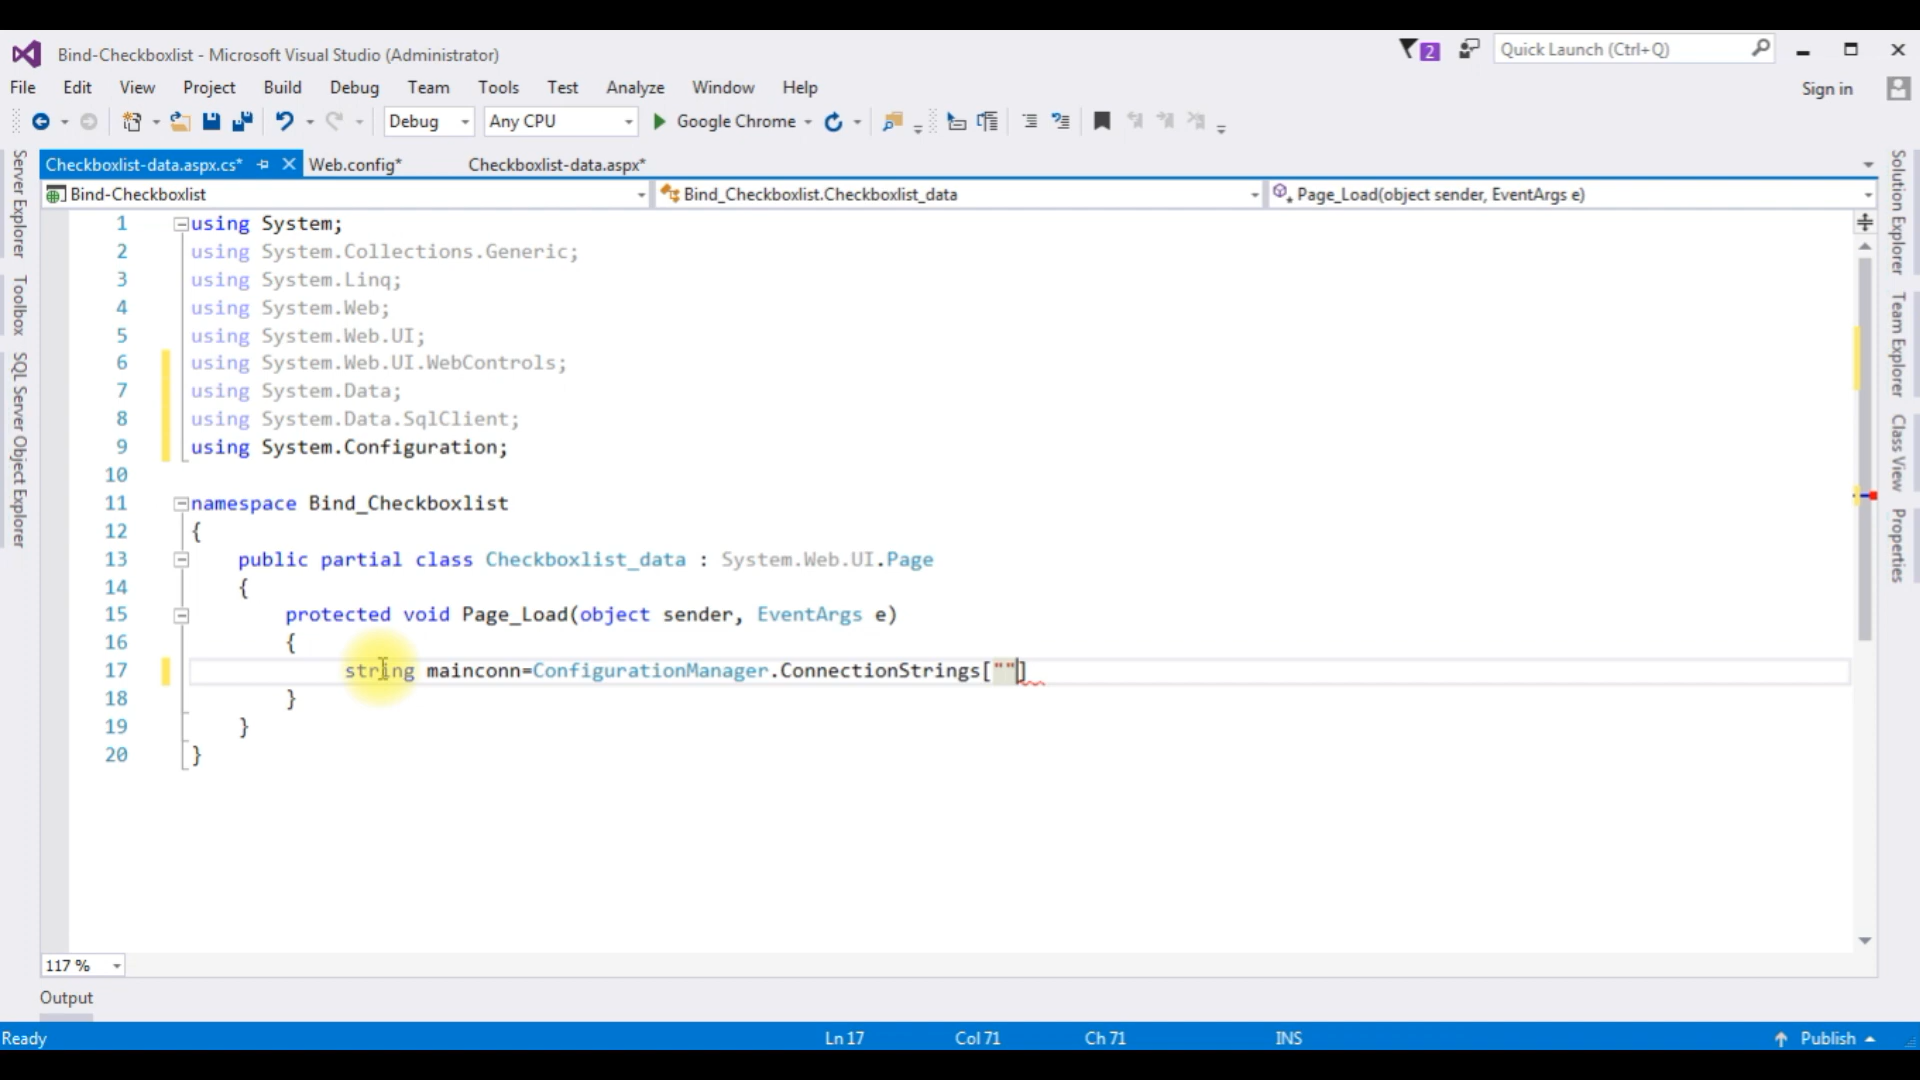 Bind-Checkboxlist - Microsoft Visual Studio (Administrator)
2
Quick Launch (Ctrl+Q)
File Edit View Project Build Debug Team Tools Test Analyze Window Help
Sign in
Debug Any CPU Google Chrome
Checkboxlist-data.aspx.cs* Web.config* Checkboxlist-data.aspx*
Bind-Checkboxlist Bind_Checkboxlist.Checkboxlist_data Page_Load(object sender, EventArgs e)
1 using System;
2 using System.Collections.Generic;
3 using System.Linq;
4 using System.Web;
5 using System.Web.UI;
6 using System.Web.UI.WebControls;
7 using System.Data;
8 using System.Data.SqlClient;
9 using System.Configuration;
10
11 namespace Bind_Checkboxlist
12 {
13 public partial class Checkboxlist_data : System.Web.UI.Page
14 {
15 protected void Page_Load(object sender, EventArgs e)
16 {
17 string mainconn=ConfigurationManager.ConnectionStrings[""]
18 }
19 }
20 }
Server Explorer
Toolbox
SQL Server Object Explorer
Solution Explorer
Team Explorer
Class View
Properties
117 %
Output
Ready Ln 17 Col 71 Ch 71 INS Publish